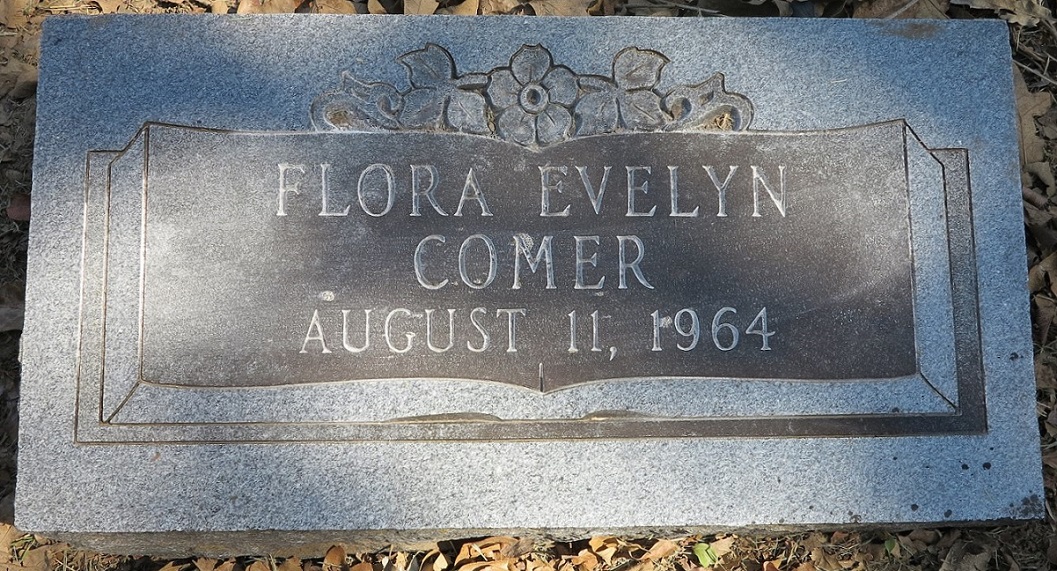 FLORA EVELYN
COMER
AUGUST 11, 1964